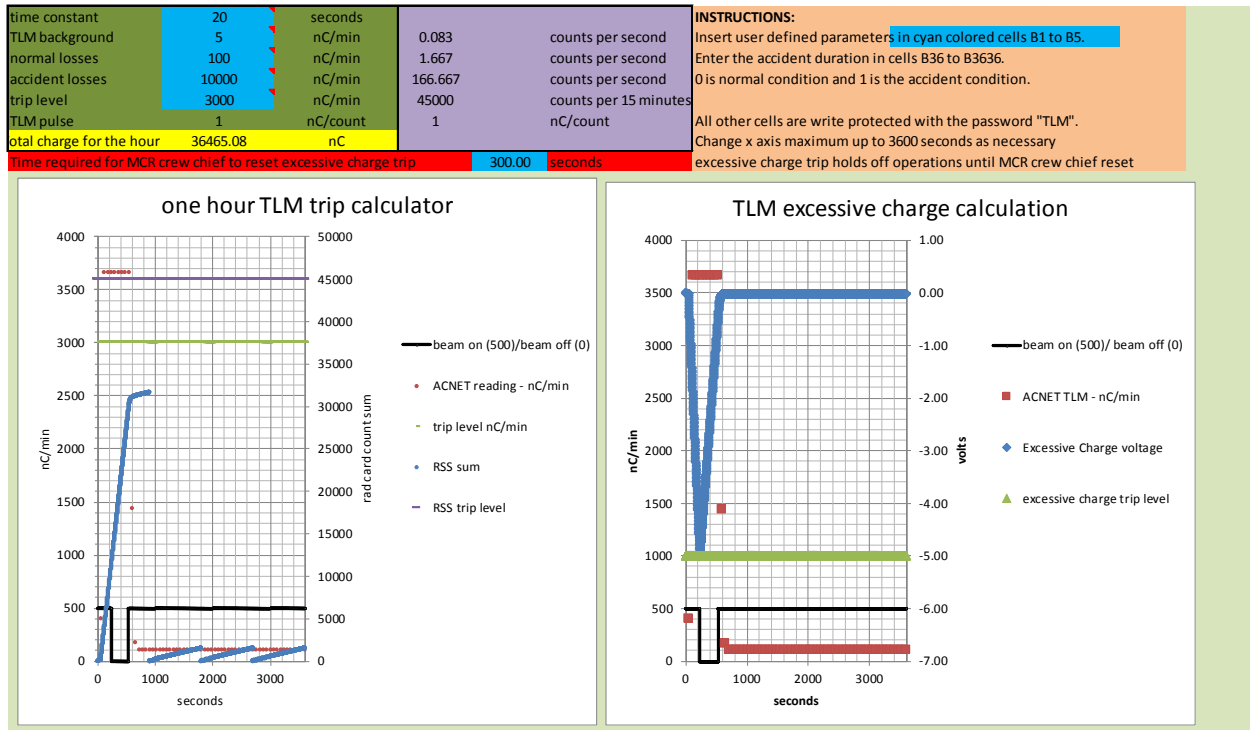 time constant 20 seconds
TLM background 5 nC/min 0.083 counts per second
normal losses 100 nC/min 1.667 counts per second
accident losses 10000 nC/min 166.667 counts per second
trip level 3000 nC/min 45000 counts per 15 minutes
TLM pulse 1 nC/count 1 nC/count
otal charge for the hour 36465.08 nC
Time required for MCR crew chief to reset excessive charge trip 300.00 seconds
INSTRUCTIONS:
Insert user defined parameters in cyan colored cells B1 to B5.
Enter the accident duration in cells B36 to B3636.
0 is normal condition and 1 is the accident condition.
All other cells are write protected with the password "TLM".
Change x axis maximum up to 3600 seconds as necessary
excessive charge trip holds off operations until MCR crew chief reset
one hour TLM trip calculator
4000
3500
3000
2500
2000
1500
1000
500
0
nC/min
50000
45000
40000
35000
30000
25000
20000
15000
10000
5000
0
rad card count sum
0 1000 2000 3000
seconds
beam on (500)/beam off (0)
ACNET reading - nC/min
trip level nC/min
RSS sum
RSS trip level
TLM excessive charge calculation
4000
3500
3000
2500
2000
1500
1000
500
0
nC/min
1.00
0.00
-1.00
-2.00
-3.00
-4.00
-5.00
-6.00
-7.00
volts
0 1000 2000 3000
seconds
beam on (500)/ beam off (0)
ACNET TLM - nC/min
Excessive Charge voltage
excessive charge trip level